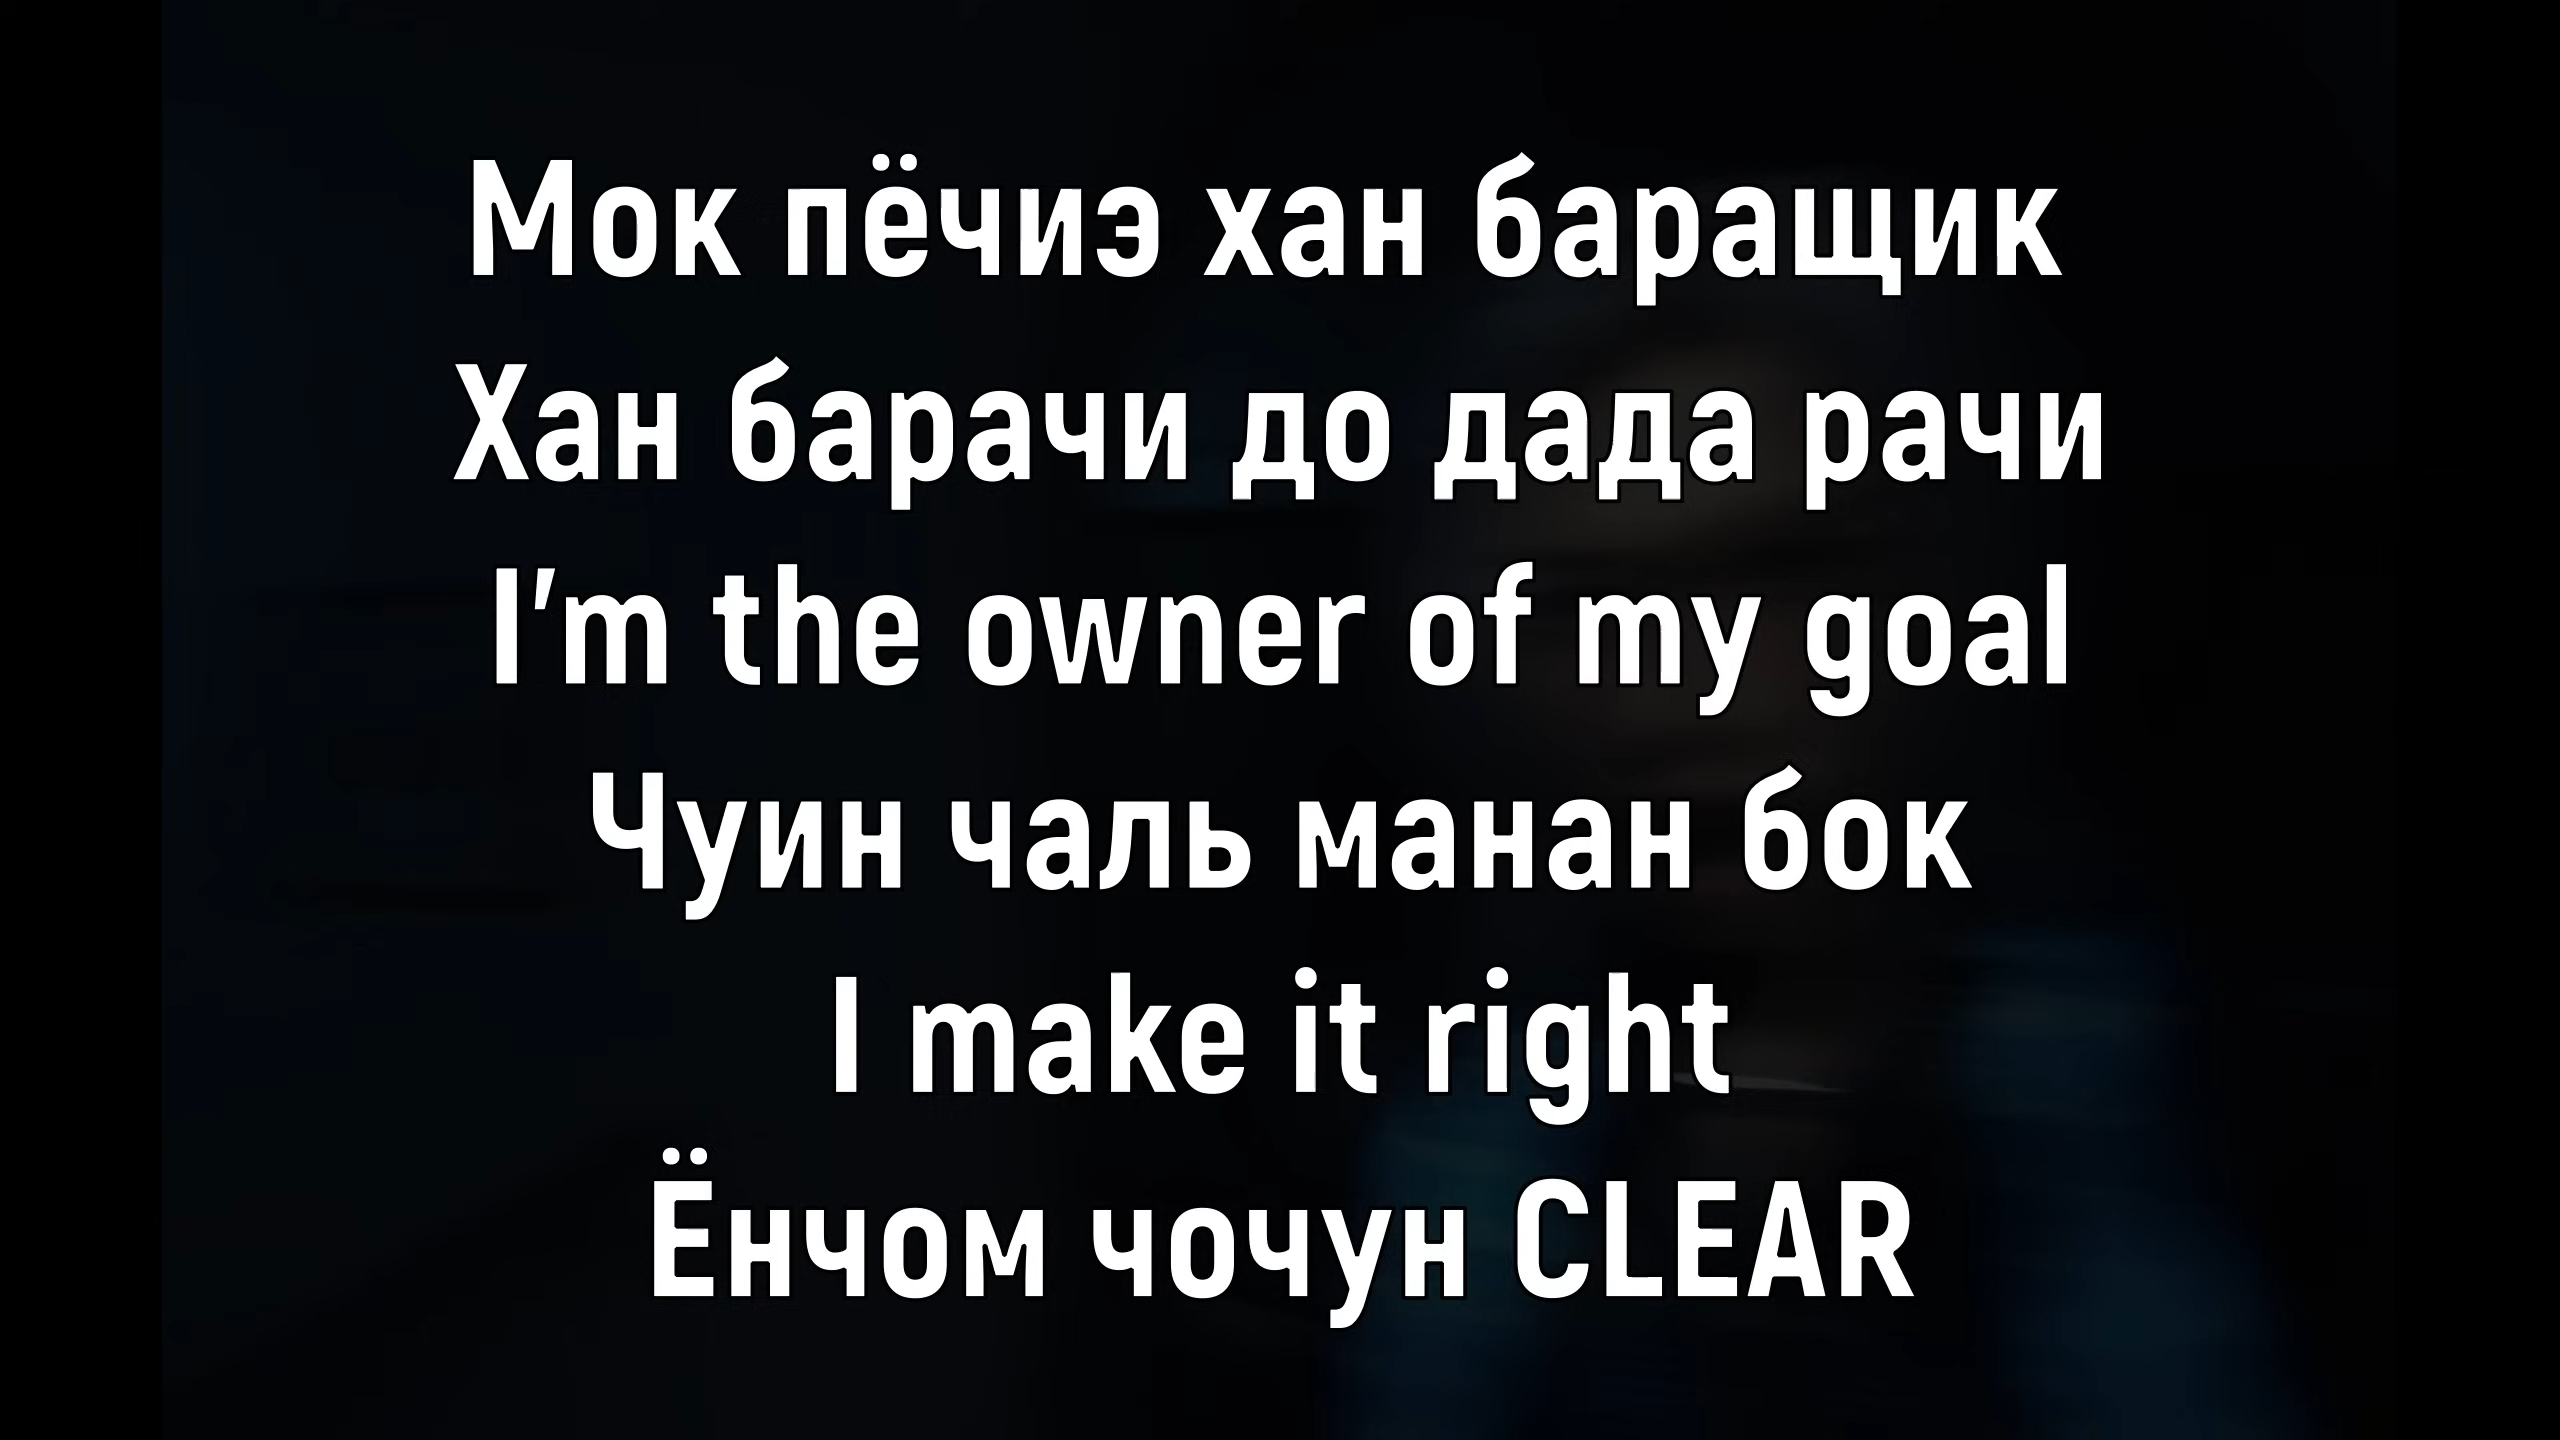 Мок пёчиэ хан баращик
Хан барачи до дада рачи
I'm the owner of my goal
Чуин чаль манан бок
I make it right
Ёнчом чочун CLEAR